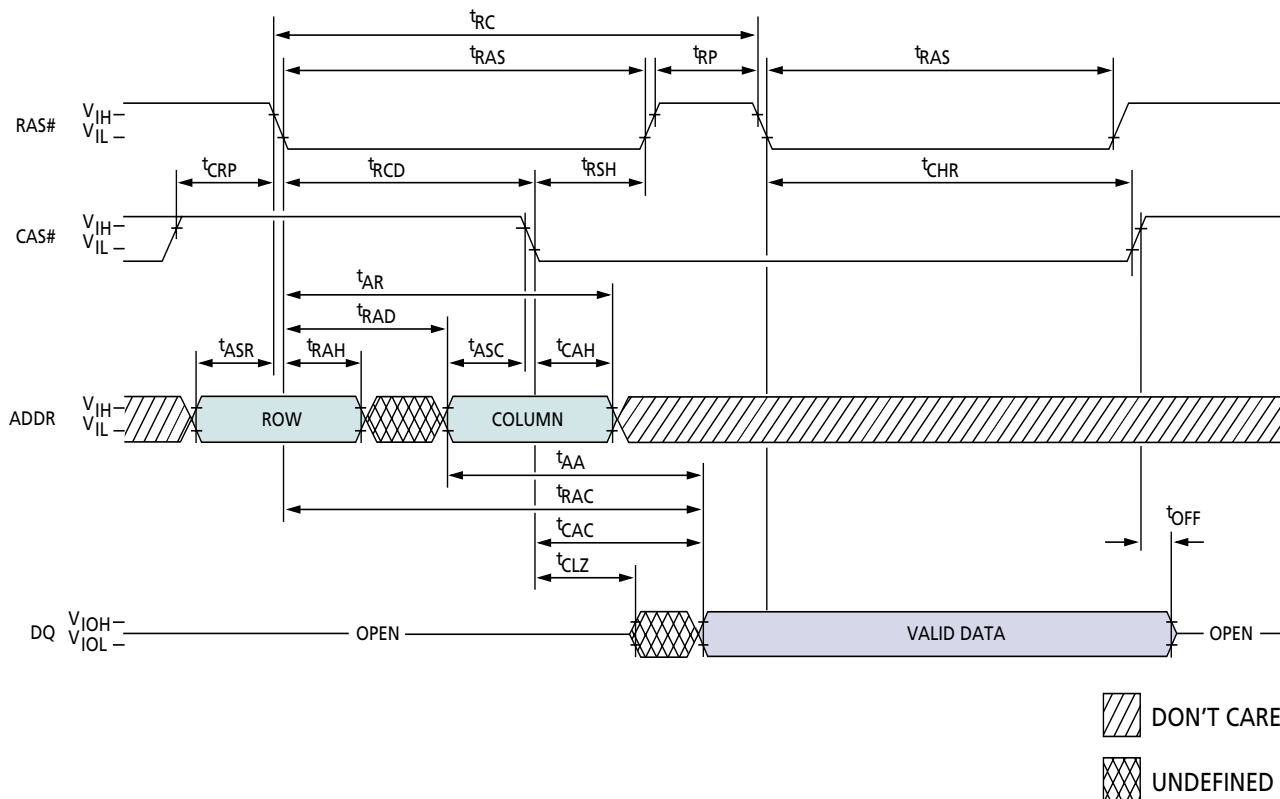 tRC
tRAS tRP tRAS
RAS# VIH
VIL
tCRP tRCD tRSH tCHR
CAS# VIH
VIL
tAR
tRAD
tASR tRAH tASC tCAH
ADDR VIH
VIL
ROW COLUMN
tAA
tRAC
tCAC
tOFF
tCLZ
DQ VIOH
VIOL
OPEN VALID DATA OPEN
DON'T CARE
UNDEFINED